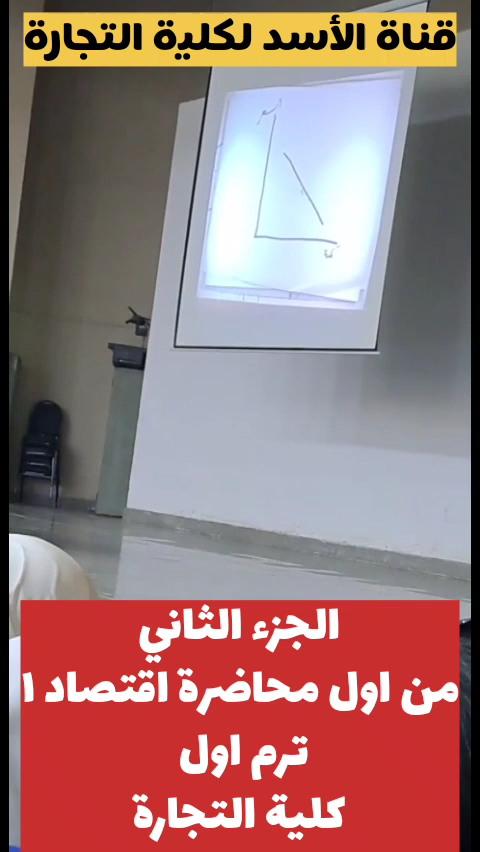 قناة الأسد لكلية التجارة
الجزء الثاني
من اول محاضرة اقتصاد ١
ترم اول
كلية التجارة